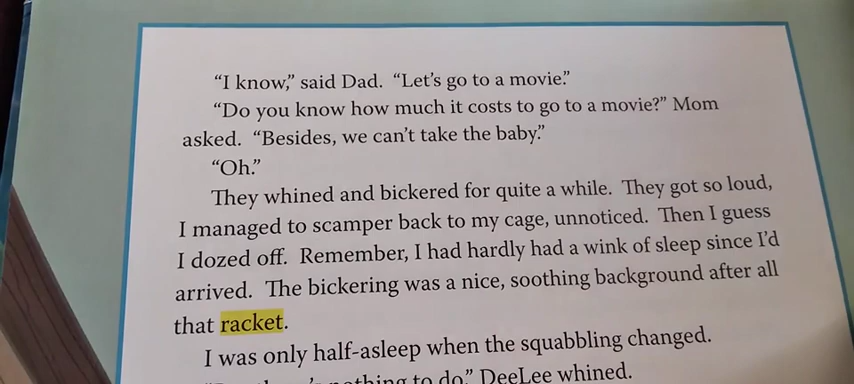 “I know,” said Dad. “Let’s go to a movie.”
“Do you know how much it costs to go to a movie?” Mom
asked. “Besides, we can’t take the baby.”
“Oh.”
They whined and bickered for quite a while. They got so loud,
I managed to scamper back to my cage, unnoticed. Then I guess
I dozed off. Remember, I had hardly had a wink of sleep since I’d
arrived. The bickering was a nice, soothing background after all
that racket.
I was only half-asleep when the squabbling changed.
nothing to do,” DeeLee whined.